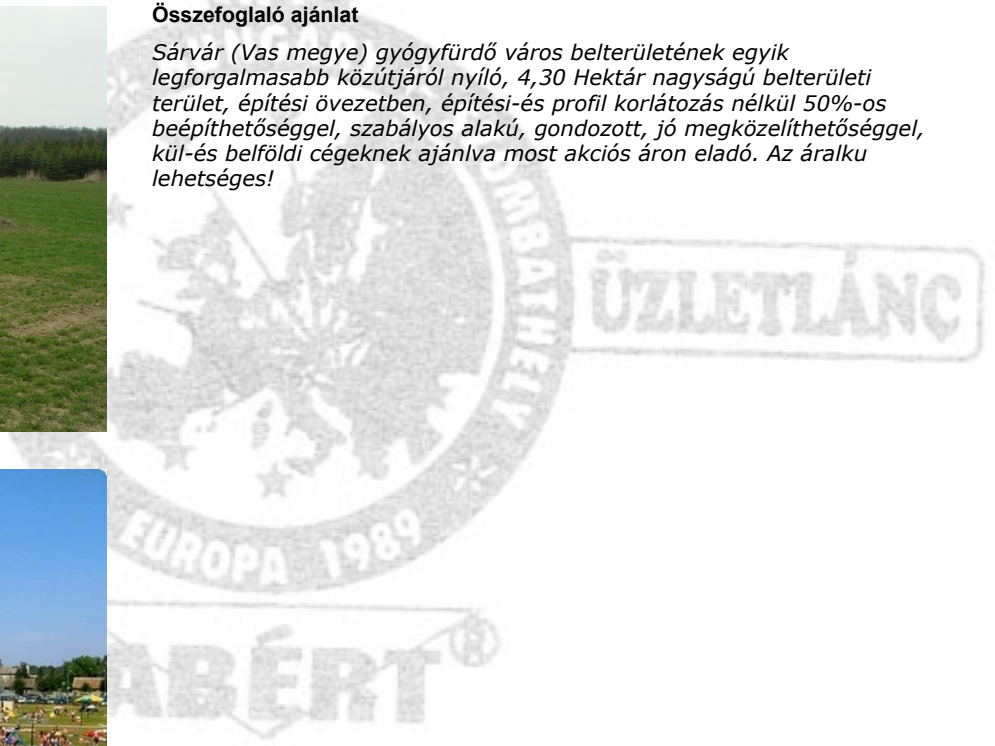 Összefoglaló ajánlat
Sárvár (Vas megye) gyógyfürdő város belterületének egyik
legforgalmasabb közútjáról nyíló, 4,30 Hektár nagyságú belterületi
terület, építési övezetben, építési-és profil korlátozás nélkül 50%-os
beépíthetőséggel, szabályos alakú, gondozott, jó megközelíthetőséggel,
kül-és belföldi cégeknek ajánlva most akciós áron eladó. Az áralku
lehetséges!
ÜZLETLÁNC
EUROPA 1989